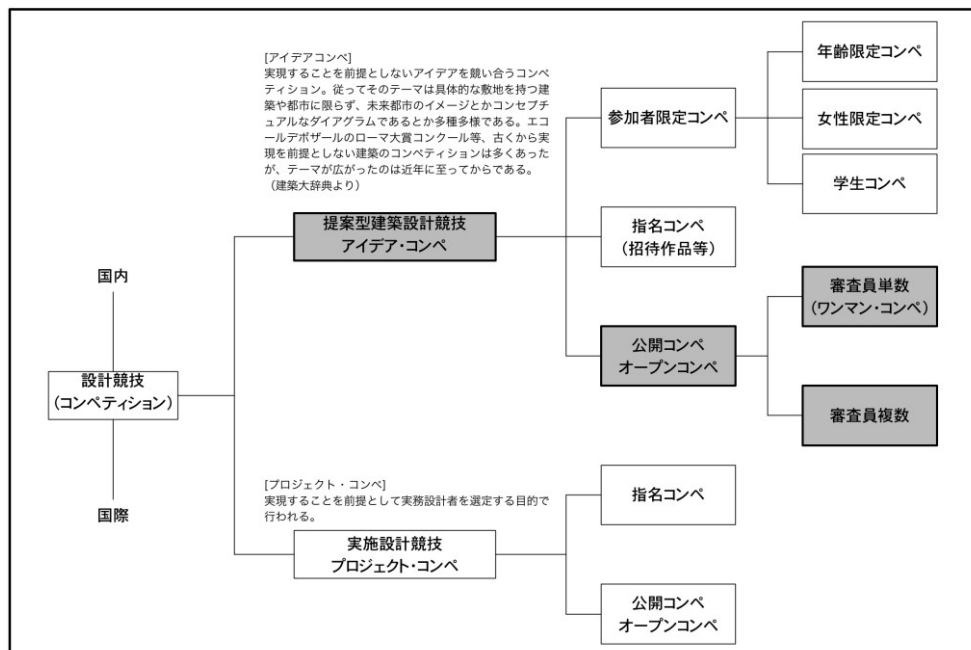 [アイデアコンペ]
実現することを前提としないアイデアを競い合うコンペ
ティション。従ってそのテーマは具体的な敷地を持つ建
築や都市に限らず、未来都市のイメージとかコンセプチ
ュアルなダイアグラムであるとか多種多様である。エコ
ールデボザールのローマ大賞コンクール等、古くから実
現を前提としない建築のコンペティションは多くあった
が、テーマが広がったのは近年に至ってからである。
（建築大辞典より）
提案型建築設計競技
アイデア・コンペ
国内
設計競技
(コンペティション)
国際
[プロジェクト・コンペ]
実現することを前提として実務設計者を選定する目的で
行われる。
実施設計競技
プロジェクト・コンペ
参加者限定コンペ
年齢限定コンペ
女性限定コンペ
学生コンペ
指名コンペ
(招待作品等)
公開コンペ
オープンコンペ
審査員単数
(ワンマン・コンペ)
審査員複数
指名コンペ
公開コンペ
オープンコンペ